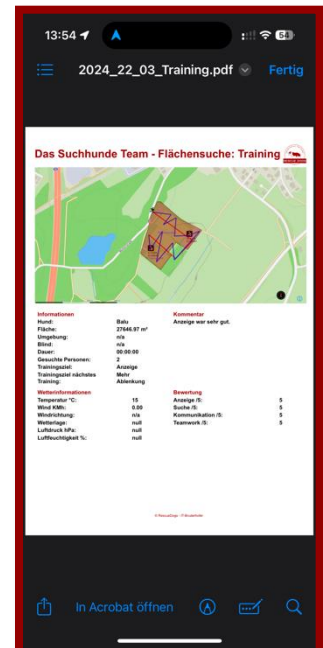 13:54
54
2024_22_03_Training.pdf
Fertig
Das Suchhunde Team - Flächensuche: Training
Informationen
Hund: Balu
Fläche: 27646.97 m²
Umgebung: n/a
Blind: n/a
Dauer: 00:00:00
Gesuchte Personen: 2
Trainingsziel: Anzeige
Trainingsziel nächstes Mehr
Training: Ablenkung
Kommentar
Anzeige war sehr gut.
Wetterinformationen
Temperatur °C: 15
Wind KMh: 0.00
Windrichtung: n/a
Wetterlage: null
Luftdruck hPa: null
Luftfeuchtigkeit %: null
Bewertung
Anzeige /5: 5
Suche /5: 5
Kommunikation /5: 5
Teamwork /5: 5
In Acrobat öffnen